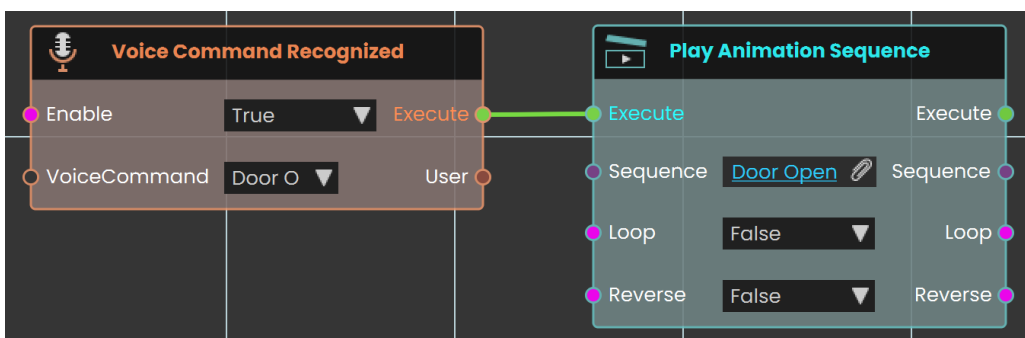 Voice Command Recognized
Enable True Execute
VoiceCommand Door O User
Play Animation Sequence
Execute Execute
Sequence Door Open Sequence
Loop False Loop
Reverse False Reverse